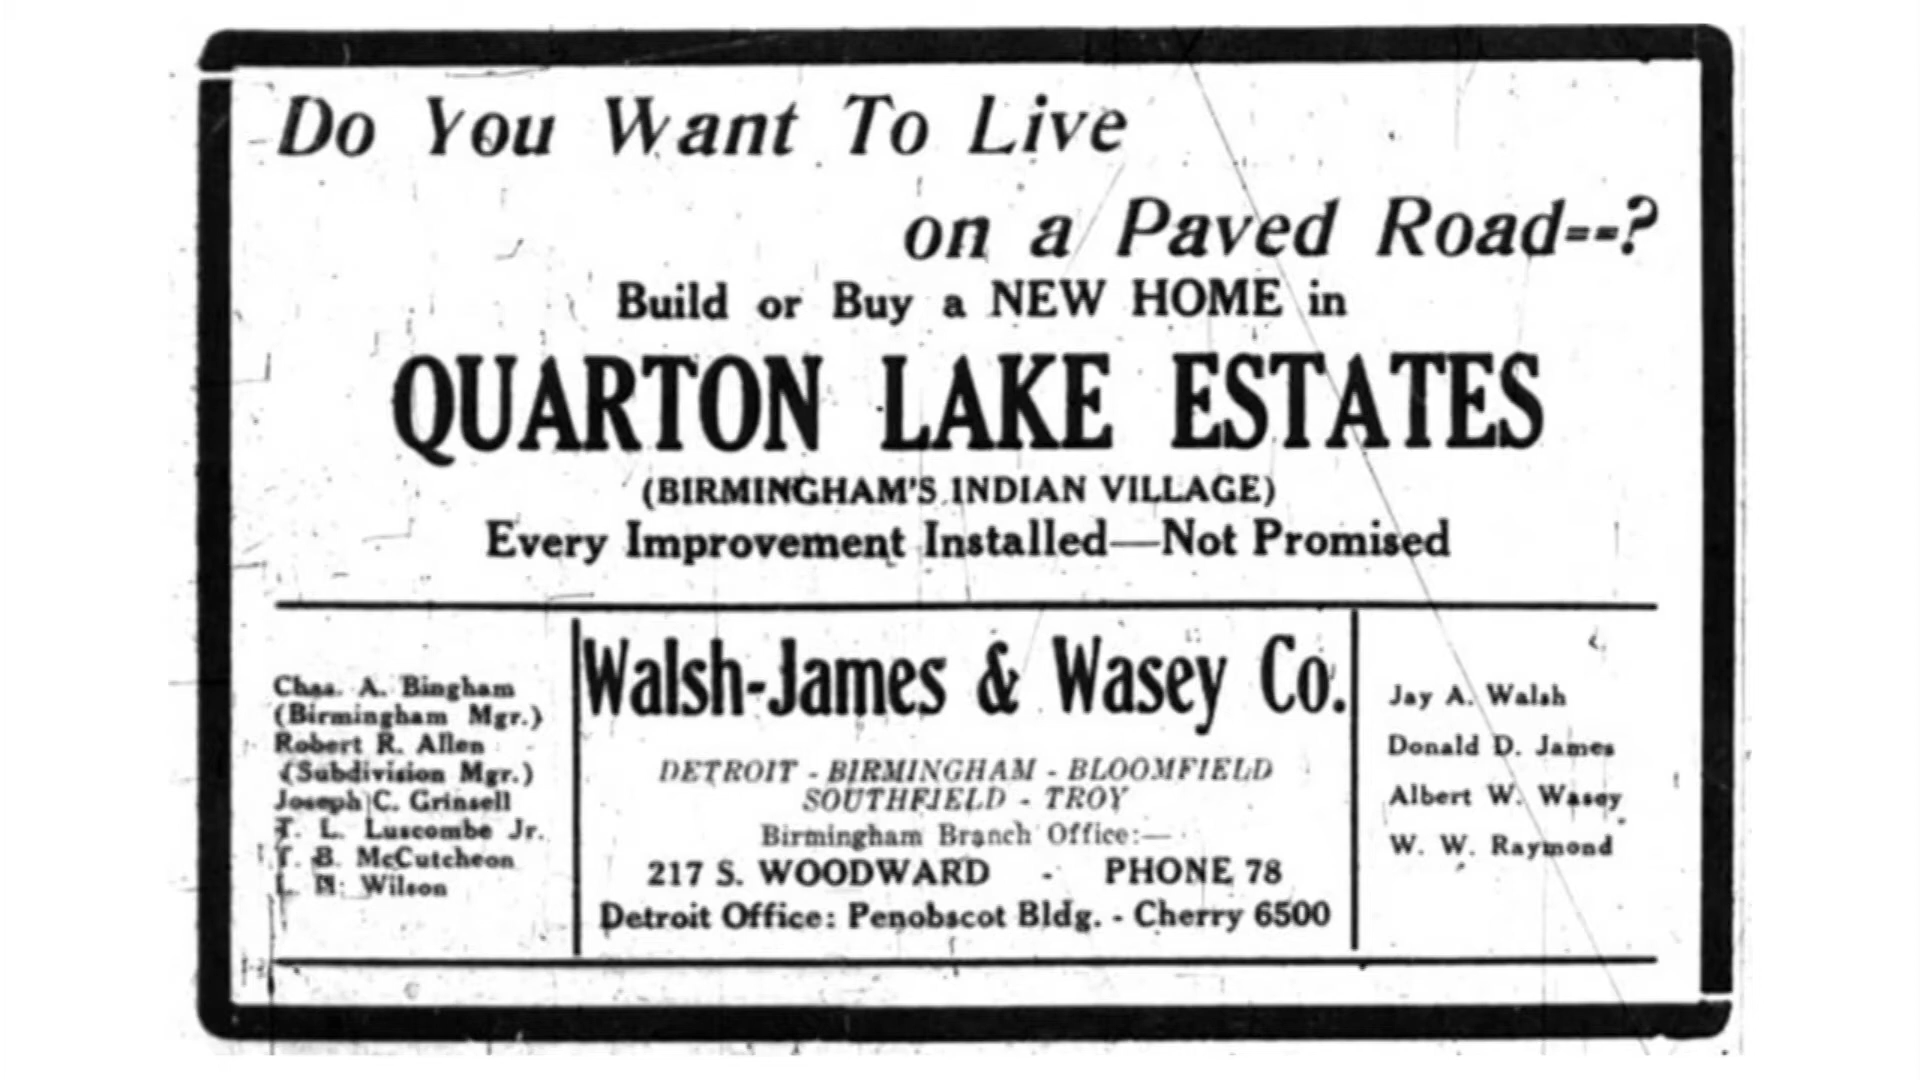 Do You Want To Live
on a Paved Road--?
Build or Buy a NEW HOME in
QUARTON LAKE ESTATES
(BIRMINGHAM'S INDIAN VILLAGE)
Every Improvement Installed—Not Promised
Chas. A. Bingham
(Birmingham Mgr.)
Robert R. Allen
(Subdivision Mgr.)
Joseph C. Grinsell
T. L. Luscombe Jr.
T. B. McCutcheon
L. Wilson
Walsh-James & Wasey Co.
DETROIT - BIRMINGHAM - BLOOMFIELD
SOUTHFIELD - TROY
Birmingham Branch Office:—
217 S. WOODWARD - PHONE 78
Detroit Office: Penobscot Bldg. - Cherry 6500
Jay A. Walsh
Donald D. James
Albert W. Wasey
W. W. Raymond